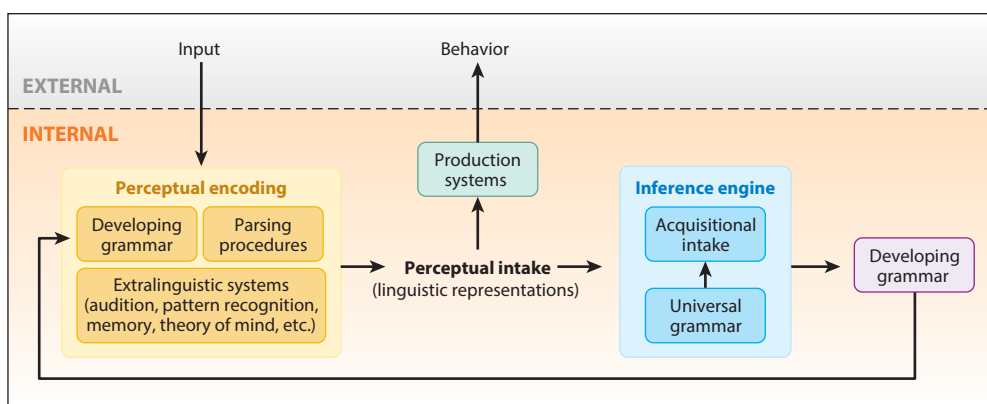 Input
Behavior
EXTERNAL
INTERNAL
Perceptual encoding
Developing
grammar
Parsing
procedures
Extralinguistic systems
(audition, pattern recognition,
memory, theory of mind, etc.)
Production
systems
Perceptual intake
(linguistic representations)
Inference engine
Acquisitional
intake
Universal
grammar
Developing
grammar